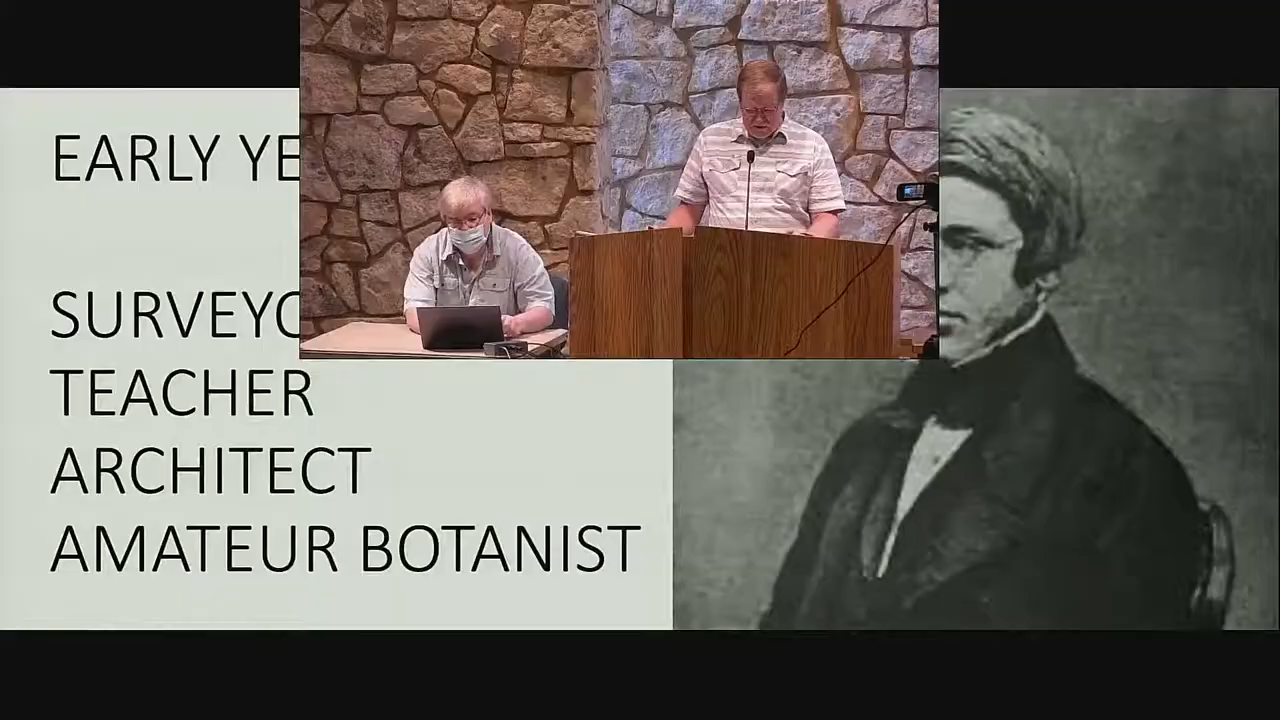 EARLY YE
SURVEYO
TEACHER
ARCHITECT
AMATEUR BOTANIST